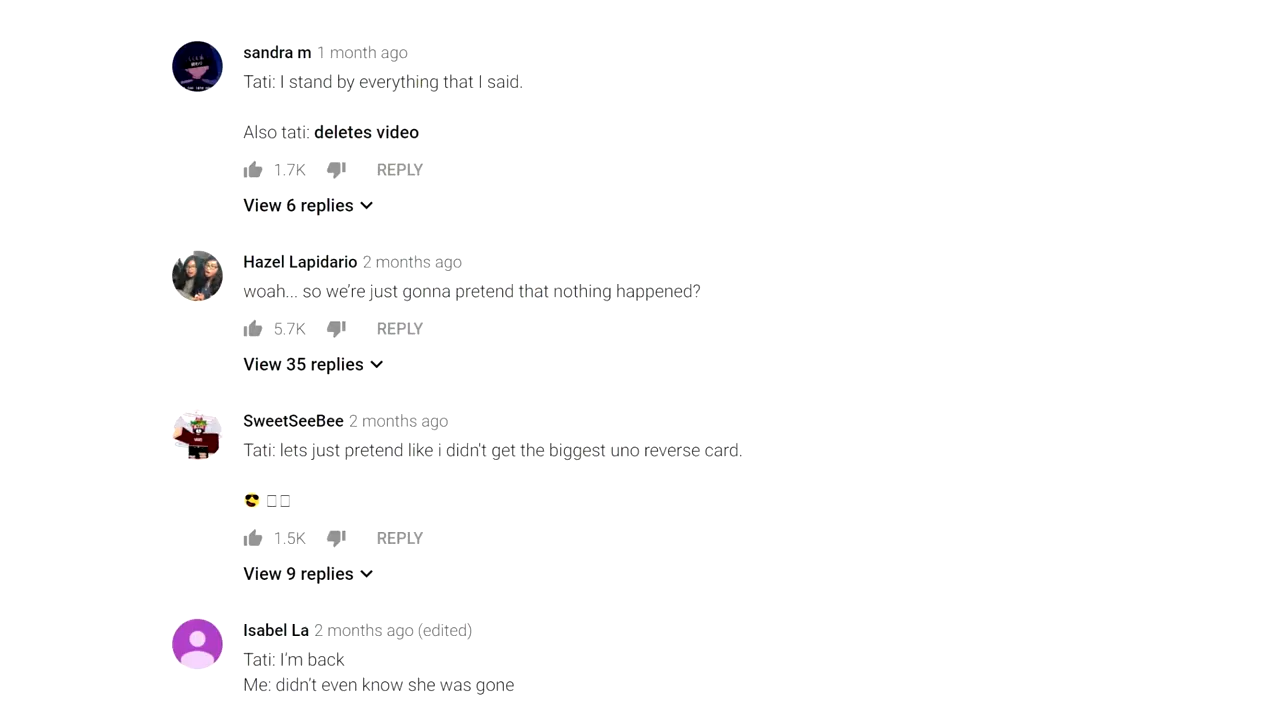 sandra m 1 month ago
Tati: I stand by everything that I said.
Also tati: deletes video
1.7K REPLY
View 6 replies
Hazel Lapidario 2 months ago
woah... so we’re just gonna pretend that nothing happened?
5.7K REPLY
View 35 replies
SweetSeeBee 2 months ago
Tati: lets just pretend like i didn't get the biggest uno reverse card.
😎 □□
1.5K REPLY
View 9 replies
Isabel La 2 months ago (edited)
Tati: I’m back
Me: didn’t even know she was gone